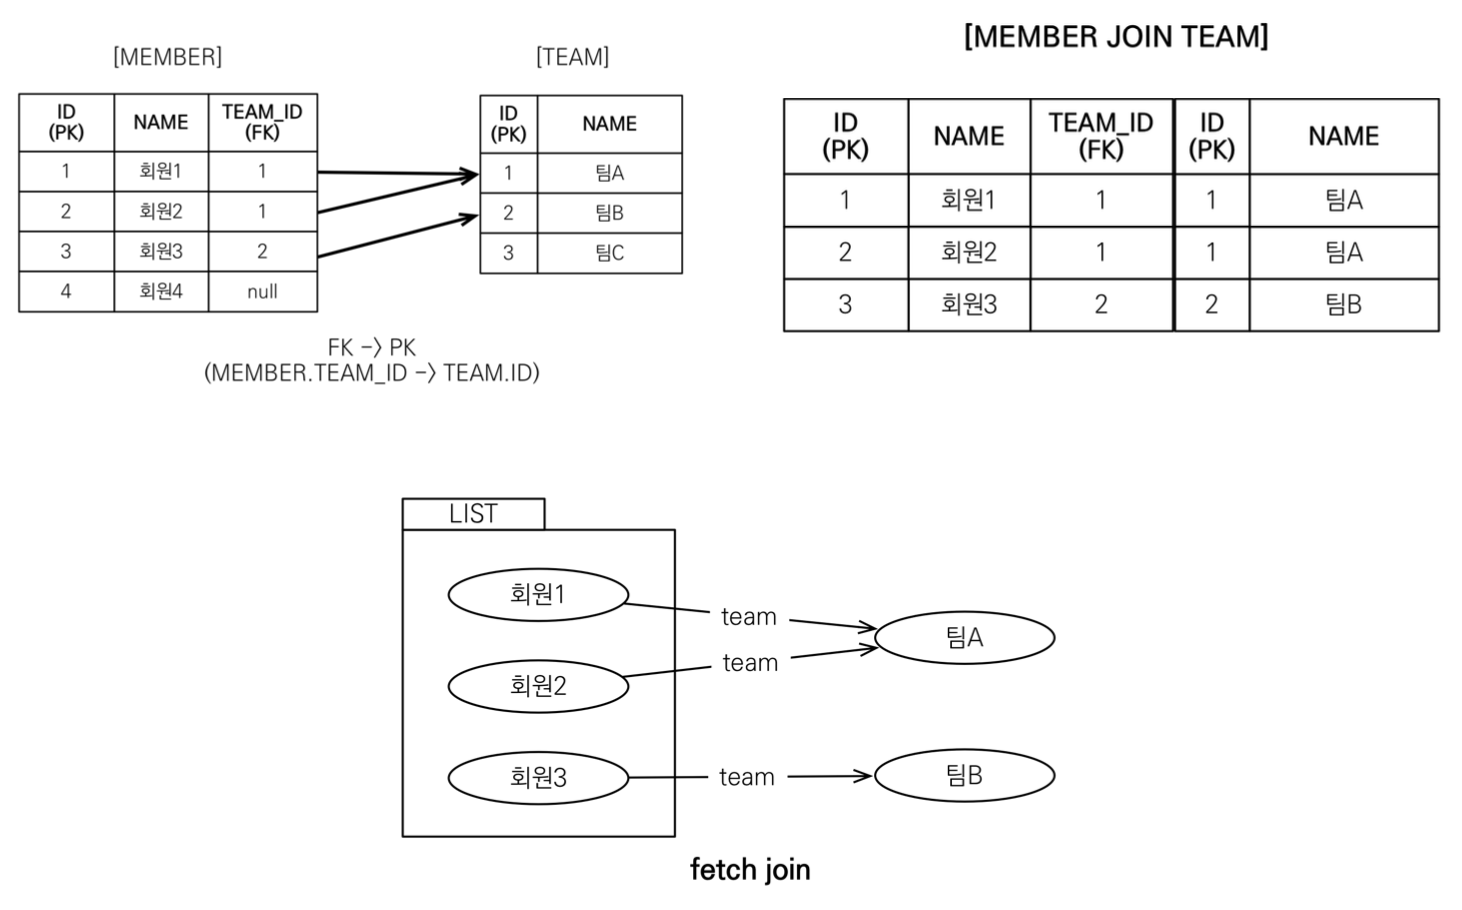 [MEMBER]
ID (PK) NAME TEAM_ID (FK)
1 회원1 1
2 회원2 1
3 회원3 2
4 회원4 null
[TEAM]
ID (PK) NAME
1 팀A
2 팀B
3 팀C
FK -> PK
(MEMBER.TEAM_ID -> TEAM.ID)
[MEMBER JOIN TEAM]
ID (PK) NAME TEAM_ID (FK) ID (PK) NAME
1 회원1 1 1 팀A
2 회원2 1 1 팀A
3 회원3 2 2 팀B
LIST
회원1
team
팀A
회원2
team
회원3
team
팀B
fetch join